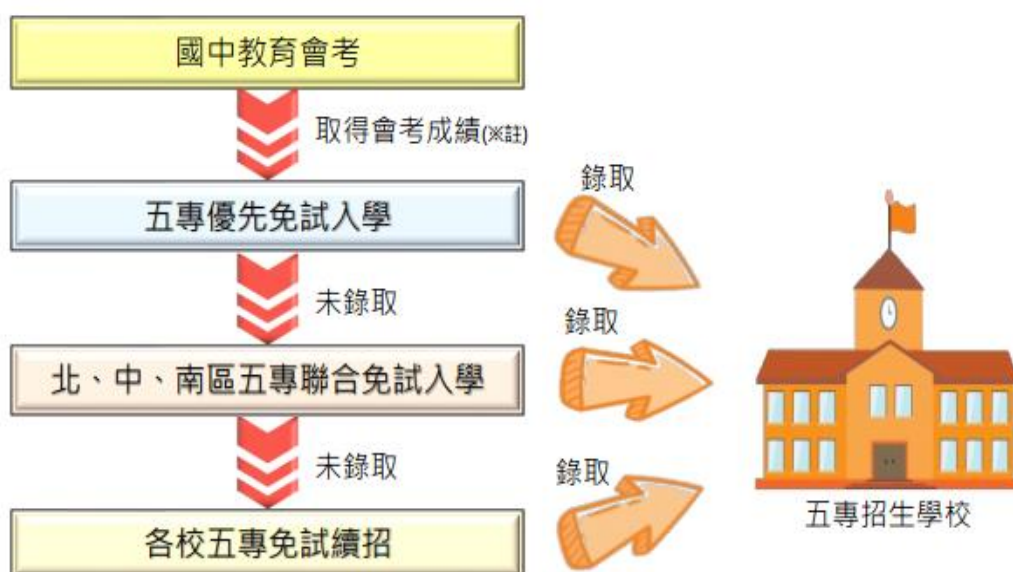 國中教育會考
取得會考成績(※註)
錄取
五專優先免試入學
未錄取
錄取
北、中、南區五專聯合免試入學
未錄取
錄取
五專招生學校
各校五專免試續招